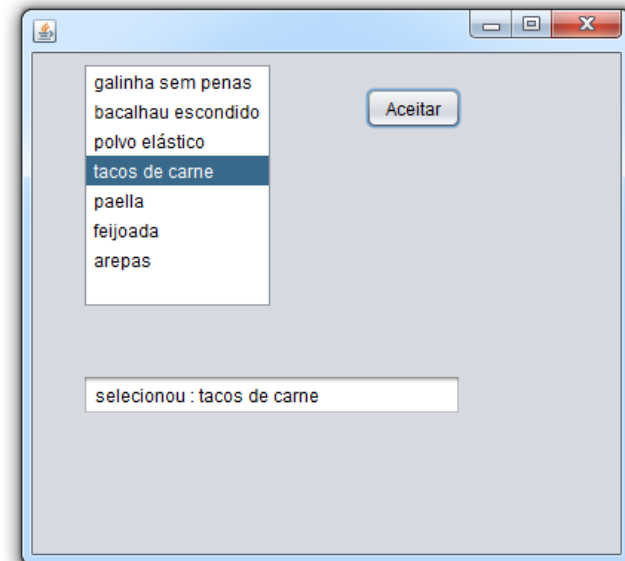 galinha sem penas
bacalhau escondido
polvo elástico
tacos de carne
paella
feijoada
arepas
Aceitar
selecionou : tacos de carne